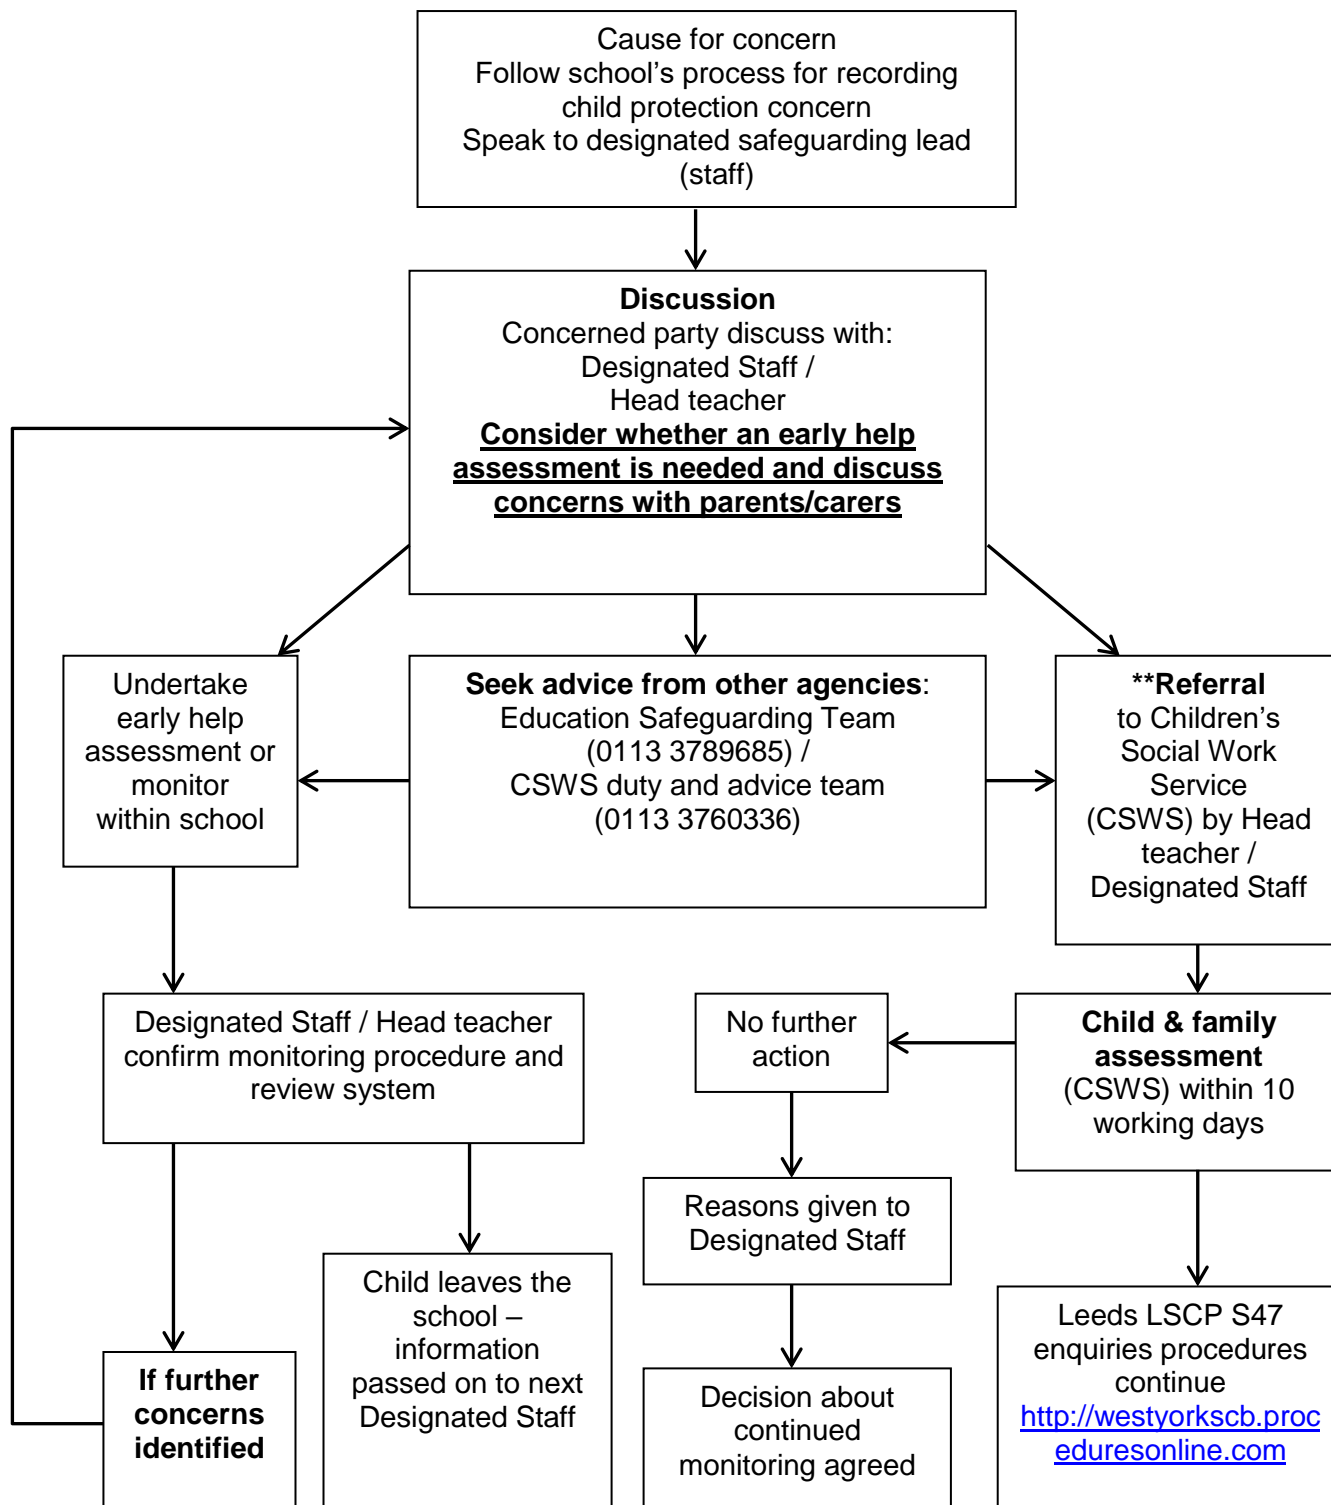 Cause for concern
Follow school’s process for recording
child protection concern
Speak to designated safeguarding lead
(staff)
Discussion
Concerned party discuss with:
Designated Staff /
Head teacher
Consider whether an early help
assessment is needed and discuss
concerns with parents/carers
Undertake
early help
assessment or
monitor
within school
Seek advice from other agencies:
Education Safeguarding Team
(0113 3789685) /
CSWS duty and advice team
(0113 3760336)
**Referral
to Children’s
Social Work
Service
(CSWS) by Head
teacher /
Designated Staff
Designated Staff / Head teacher
confirm monitoring procedure and
review system
No further
action
Child & family
assessment
(CSWS) within 10
working days
Reasons given to
Designated Staff
Child leaves the
school –
information
passed on to next
Designated Staff
Leeds LSCP S47
enquiries procedures
continue
http://westyorkscb.proc
eduresonline.com
If further
concerns
identified
Decision about
continued
monitoring agreed